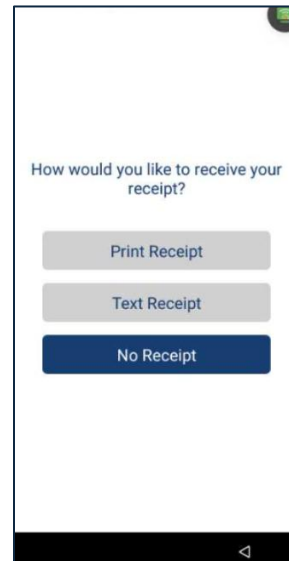 How would you like to receive your
receipt?
Print Receipt
Text Receipt
No Receipt